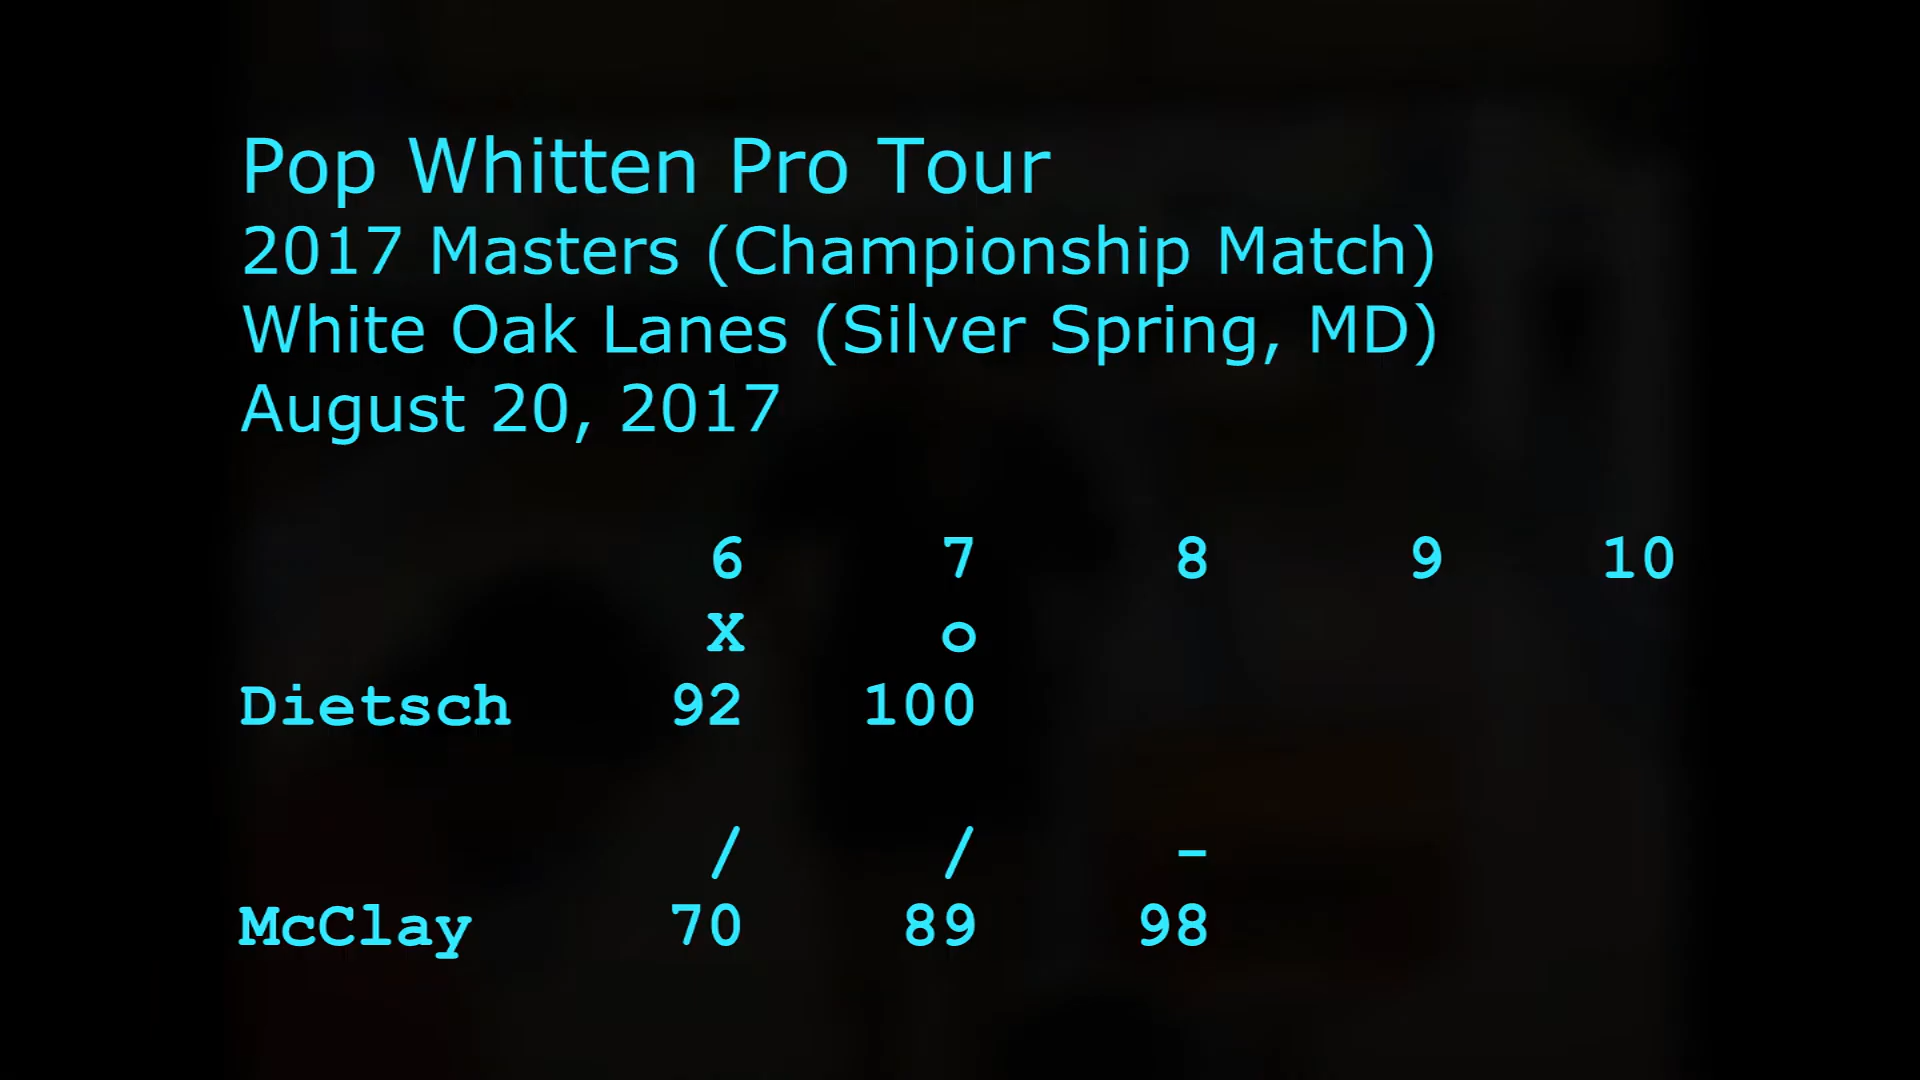 Pop Whitten Pro Tour
2017 Masters (Championship Match)
White Oak Lanes (Silver Spring, MD)
August 20, 2017
6 7 8 9 10
X o
Dietsch 92 100
/ / -
McClay 70 89 98